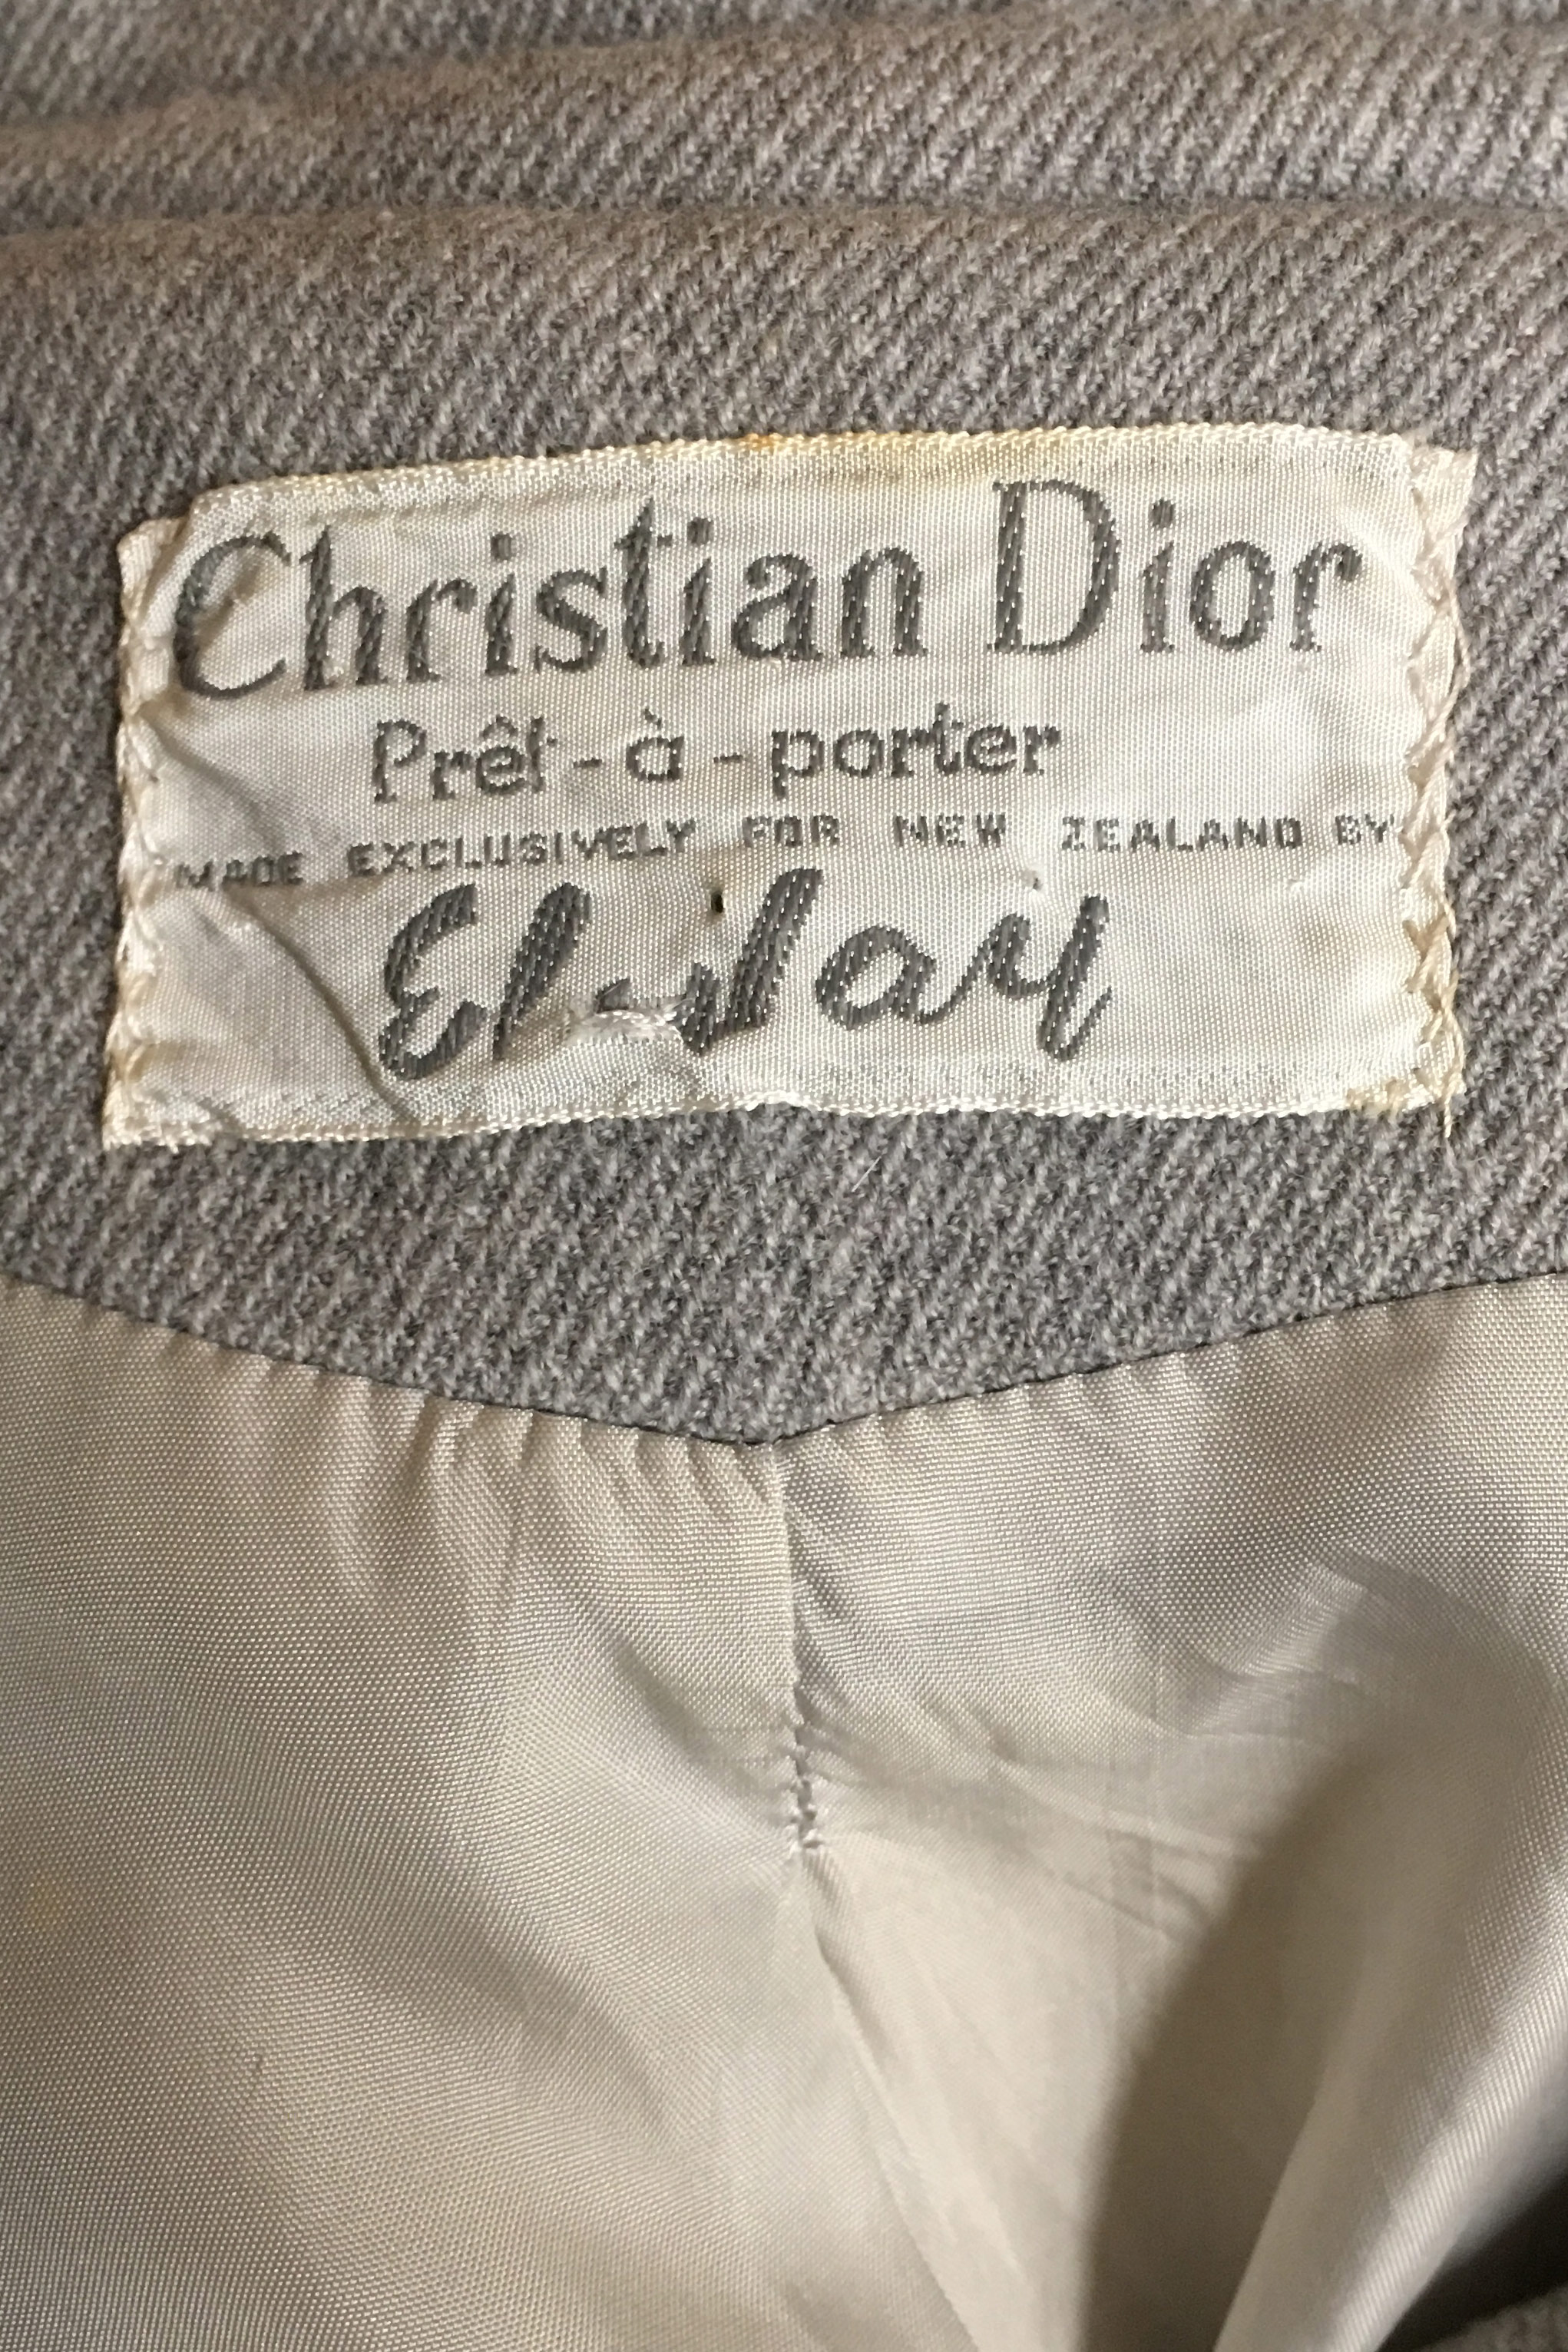 Christian Dior
Prêt-à-porter
MADE EXCLUSIVELY FOR NEW ZEALAND BY
El-Jay